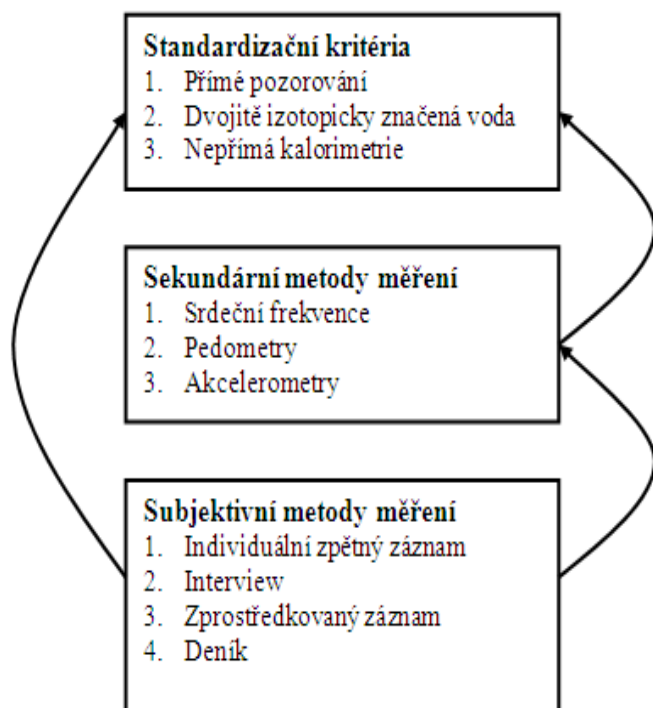 Standardizační kritéria
1. Přímé pozorování
2. Dvojitě izotopicky značená voda
3. Nepřímá kalorimetrie
Sekundární metody měření
1. Srdeční frekvence
2. Pedometry
3. Akcelerometry
Subjektivní metody měření
1. Individuální zpětný záznam
2. Interview
3. Zprostředkovaný záznam
4. Deník